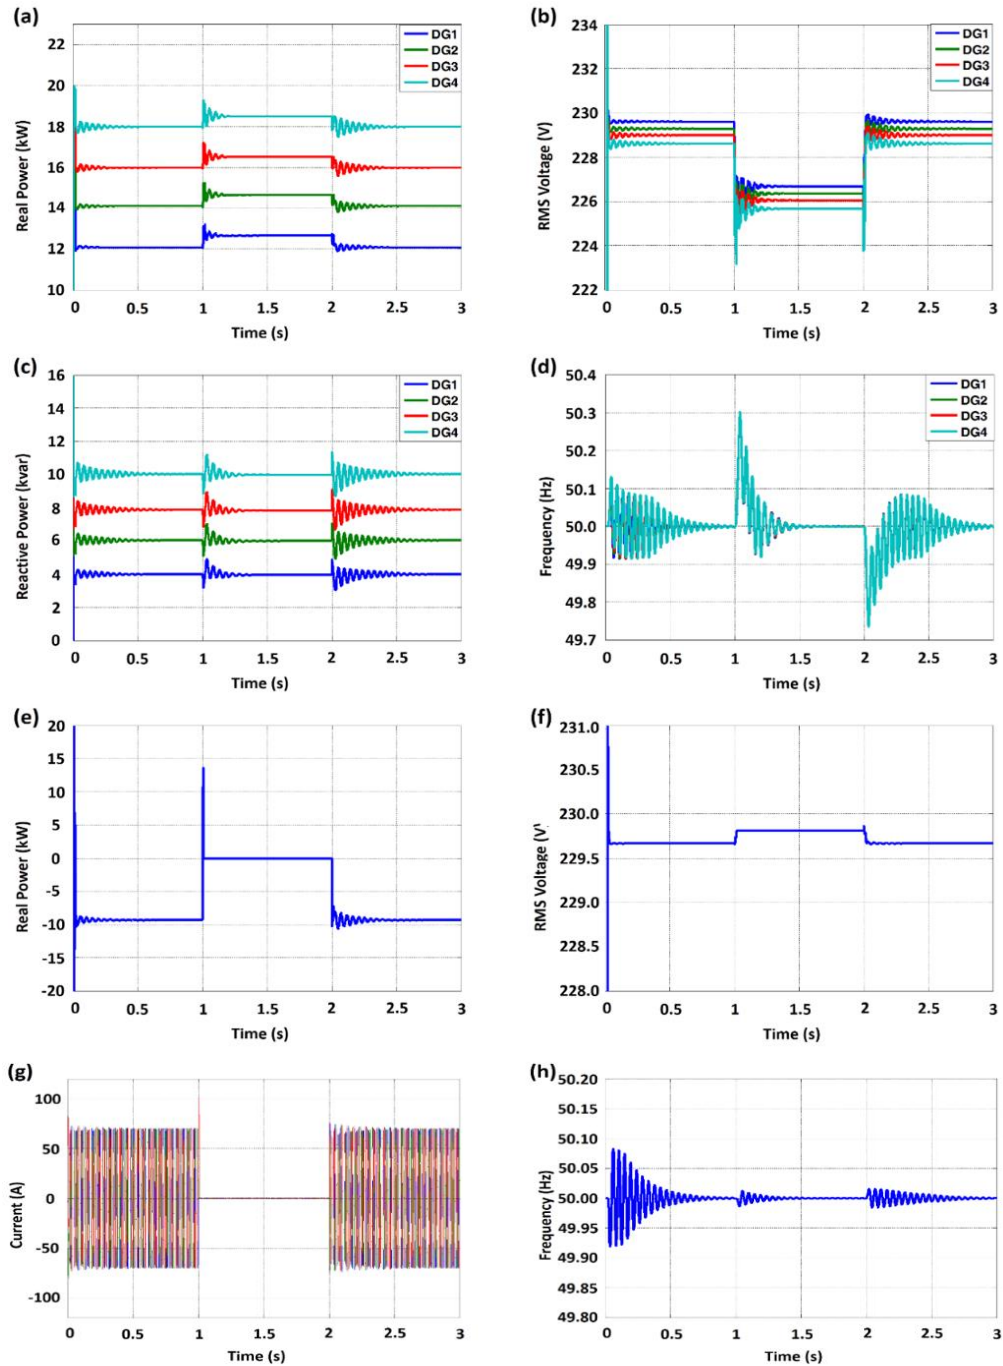 (a)
Real Power (kW)
22
20
18
16
14
12
10
0 0.5 1 1.5 2 2.5 3
Time (s)
DG1
DG2
DG3
DG4
(b)
RMS Voltage (V)
234
232
230
228
226
224
222
0 0.5 1 1.5 2 2.5 3
Time (s)
DG1
DG2
DG3
DG4
(c)
Reactive Power (kvar)
16
14
12
10
8
6
4
2
0
0 0.5 1 1.5 2 2.5 3
Time (s)
DG1
DG2
DG3
DG4
(d)
Frequency (Hz)
50.4
50.3
50.2
50.1
50.0
49.9
49.8
49.7
0 0.5 1 1.5 2 2.5 3
Time (s)
DG1
DG2
DG3
DG4
(e)
Real Power (kW)
20
15
10
5
0
-5
-10
-15
-20
0 0.5 1 1.5 2 2.5 3
Time (s)
(f)
RMS Voltage (V)
231.0
230.5
230.0
229.5
229.0
228.5
228.0
0 0.5 1 1.5 2 2.5 3
Time (s)
(g)
Current (A)
100
50
0
-50
-100
0 0.5 1 1.5 2 2.5 3
Time (s)
(h)
Frequency (Hz)
50.20
50.15
50.10
50.05
50.00
49.95
49.90
49.85
49.80
0 0.5 1 1.5 2 2.5 3
Time (s)